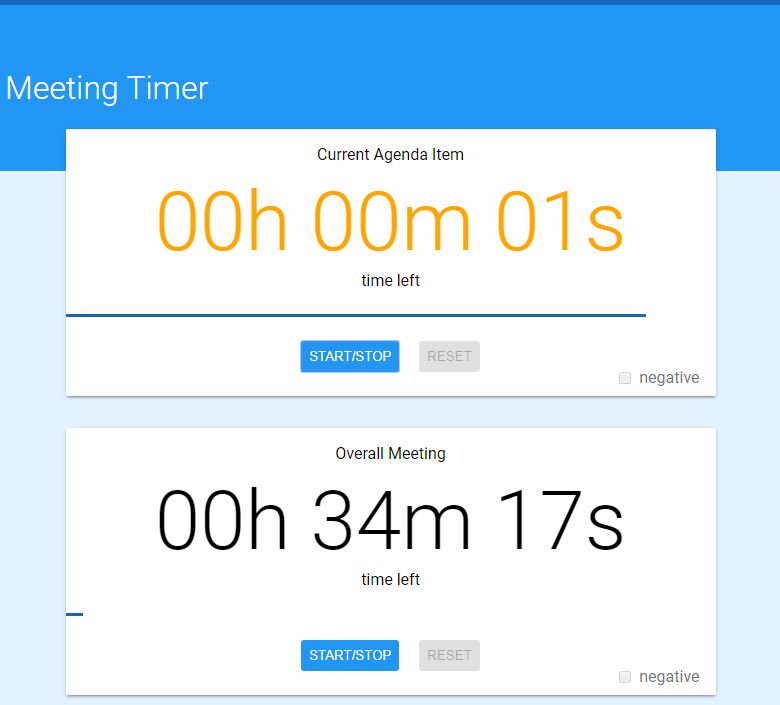 Meeting Timer
Current Agenda Item
00h 00m 01s
time left
START/STOP RESET
negative
Overall Meeting
00h 34m 17s
time left
START/STOP RESET
negative